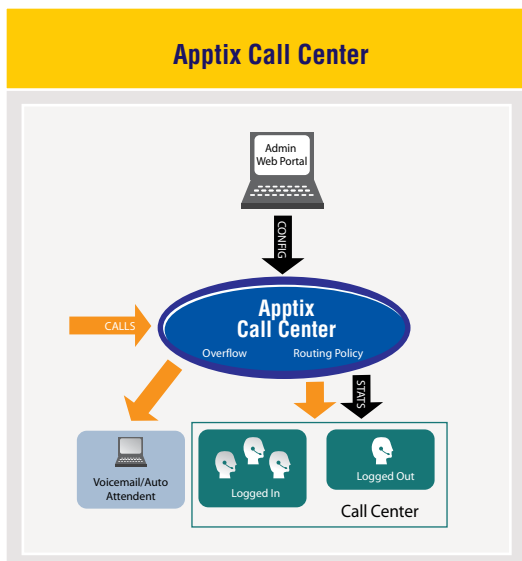 Apptix Call Center
Admin
Web Portal
CONFIG
CALLS
Apptix
Call Center
Overflow
Routing Policy
STATS
Voicemail/Auto
Attendent
Logged In
Logged Out
Call Center